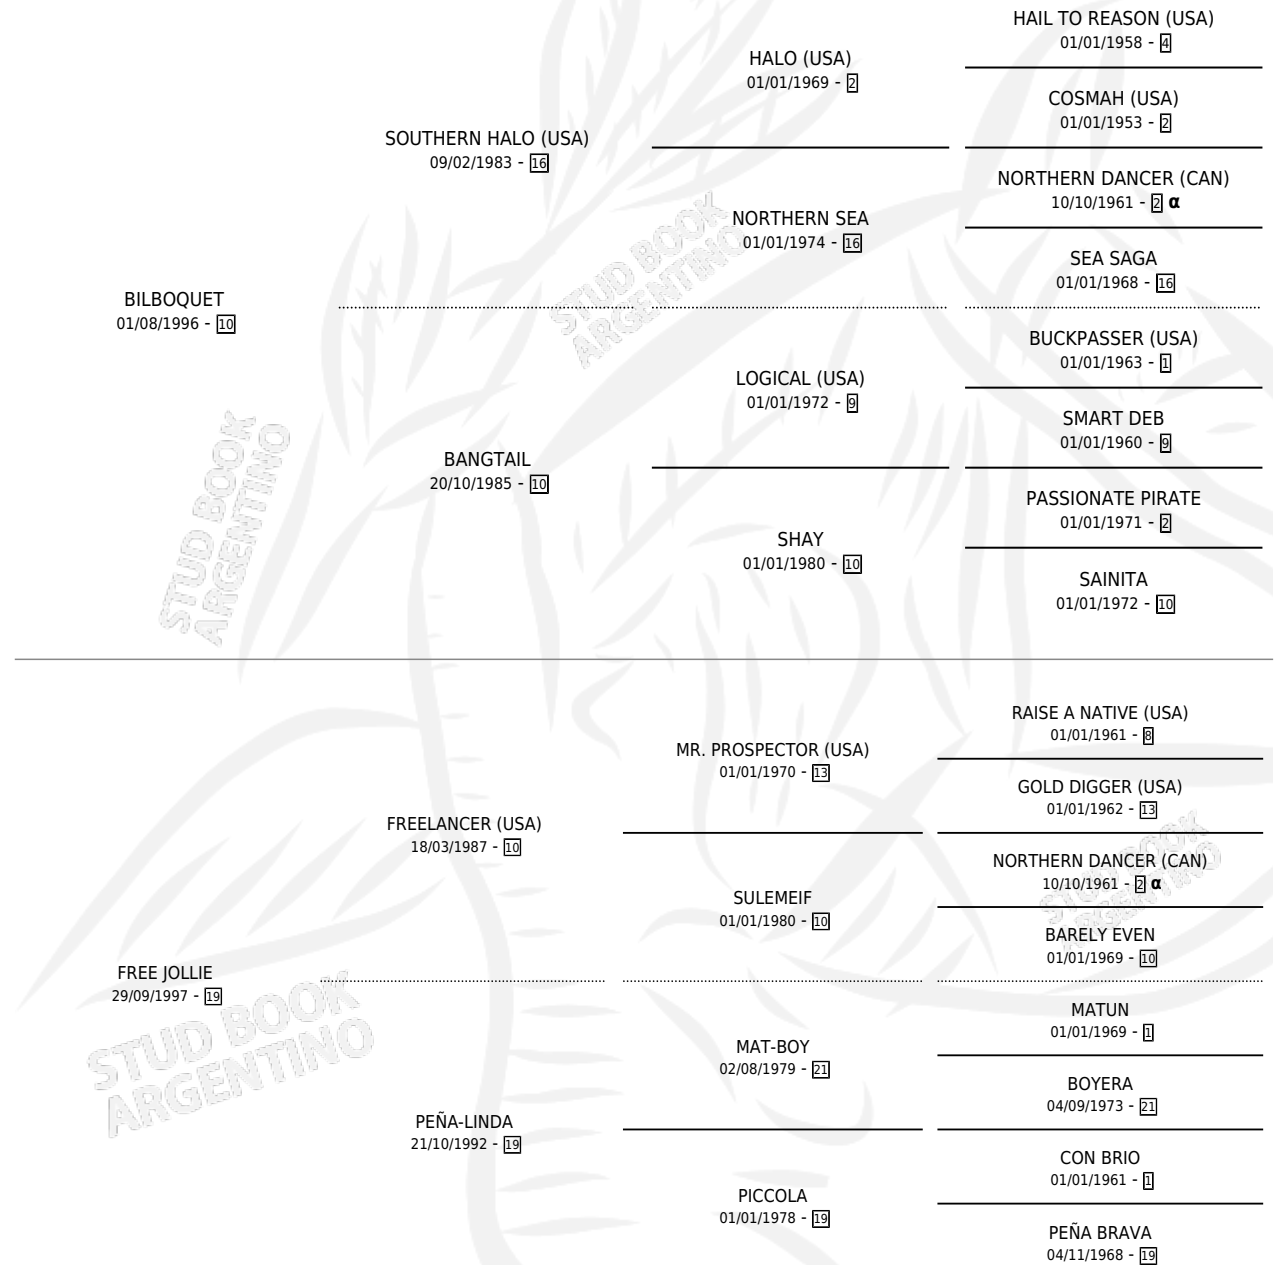 HAIL TO REASON (USA)
01/01/1958 - 4
HALO (USA)
01/01/1969 - 2
COSMAH (USA)
01/01/1953 - 2
SOUTHERN HALO (USA)
09/02/1983 - 16
NORTHERN DANCER (CAN)
10/10/1961 - 2 α
NORTHERN SEA
01/01/1974 - 16
SEA SAGA
01/01/1968 - 16
BILBOQUET
01/08/1996 - 10
BUCKPASSER (USA)
01/01/1963 - 1
LOGICAL (USA)
01/01/1972 - 9
SMART DEB
01/01/1960 - 9
BANGTAIL
20/10/1985 - 10
PASSIONATE PIRATE
01/01/1971 - 2
SHAY
01/01/1980 - 10
SAINITA
01/01/1972 - 10
RAISE A NATIVE (USA)
01/01/1961 - 8
MR. PROSPECTOR (USA)
01/01/1970 - 13
GOLD DIGGER (USA)
01/01/1962 - 13
FREELANCER (USA)
18/03/1987 - 10
NORTHERN DANCER (CAN)
10/10/1961 - 2 α
SULEMEIF
01/01/1980 - 10
BARELY EVEN
01/01/1969 - 10
FREE JOLLIE
29/09/1997 - 19
MATUN
01/01/1969 - 1
MAT-BOY
02/08/1979 - 21
BOYERA
04/09/1973 - 21
PEÑA-LINDA
21/10/1992 - 19
CON BRIO
01/01/1961 - 1
PICCOLA
01/01/1978 - 19
PEÑA BRAVA
04/11/1968 - 19
STUD BOOK
ARGENTINO
STUD BOOK
ARGENTINO
STUD BOOK
ARGENTINO
STUD BOOK
ARGENTINO